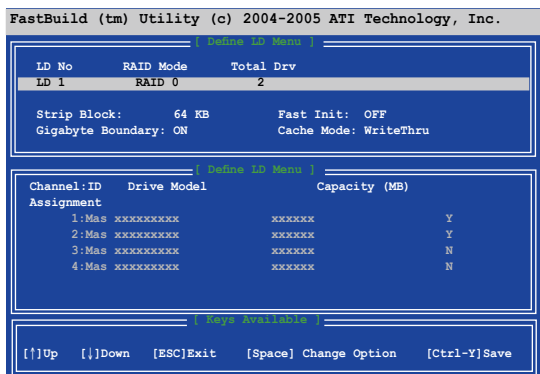 FastBuild (tm) Utility (c) 2004-2005 ATI Technology, Inc.
[ Define LD Menu ]
LD No RAID Mode Total Drv
LD 1 RAID 0 2
Strip Block: 64 KB Fast Init: OFF
Gigabyte Boundary: ON Cache Mode: WriteThru
[ Define LD Menu ]
Channel:ID Drive Model Capacity (MB)
Assignment
1:Mas xxxxxxxxx xxxxxx Y
2:Mas xxxxxxxxx xxxxxx Y
3:Mas xxxxxxxxx xxxxxx N
4:Mas xxxxxxxxx xxxxxx N
[ Keys Available ]
[↑]Up [↓]Down [ESC]Exit [Space] Change Option [Ctrl-Y]Save